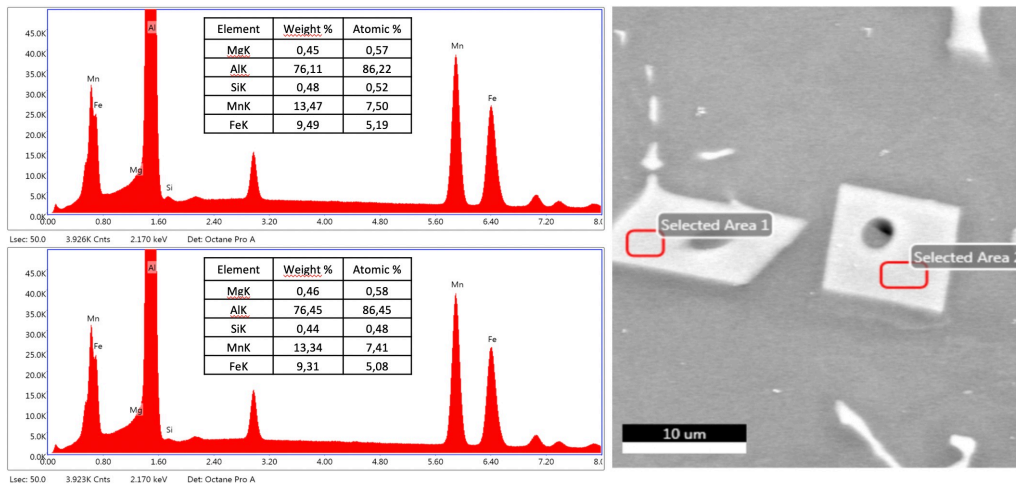 45.0K
40.0K
35.0K
30.0K
25.0K
20.0K
15.0K
10.0K
5.0K
0.00 0.80 1.60 2.40 3.20 4.00 4.80 5.60 6.40 7.20 8.(
Mn
Fe
Mg
Al
Si
Mn
Fe
Element Weight % Atomic %
MgK 0,45 0,57
AlK 76,11 86,22
SiK 0,48 0,52
MnK 13,47 7,50
FeK 9,49 5,19
Lsec: 50.0 3.926K Cnts 2.170 keV Det: Octane Pro A
45.0K
40.0K
35.0K
30.0K
25.0K
20.0K
15.0K
10.0K
5.0K
0.00 0.80 1.60 2.40 3.20 4.00 4.80 5.60 6.40 7.20 8.(
Mn
Fe
Mg
Al
Si
Mn
Fe
Element Weight % Atomic %
MgK 0,46 0,58
AlK 76,45 86,45
SiK 0,44 0,48
MnK 13,34 7,41
FeK 9,31 5,08
Lsec: 50.0 3.923K Cnts 2.170 keV Det: Octane Pro A
Selected Area 1
Selected Area 2
10 um